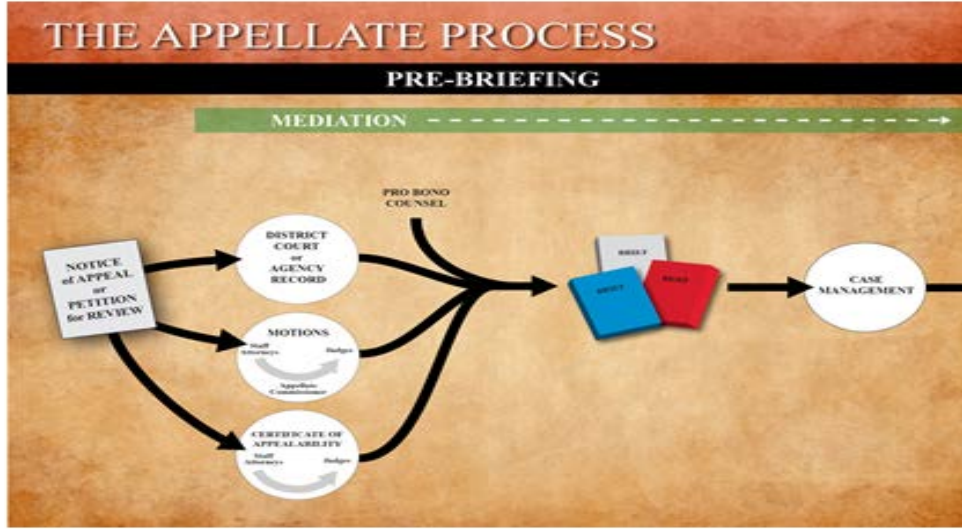 THE APPELLATE PROCESS
PRE-BRIEFING
MEDIATION
PRO BONO
COUNSEL
NOTICE
of APPEAL
or
PETITION
for REVIEW
DISTRICT
COURT
or
AGENCY
RECORD
MOTIONS
Staff
Attorneys
Judges
Appellate
Commissioner
CERTIFICATE OF
APPEALABILITY
Staff
Attorneys
Judges
BRIEF
BRIEF
CASE
MANAGEMENT